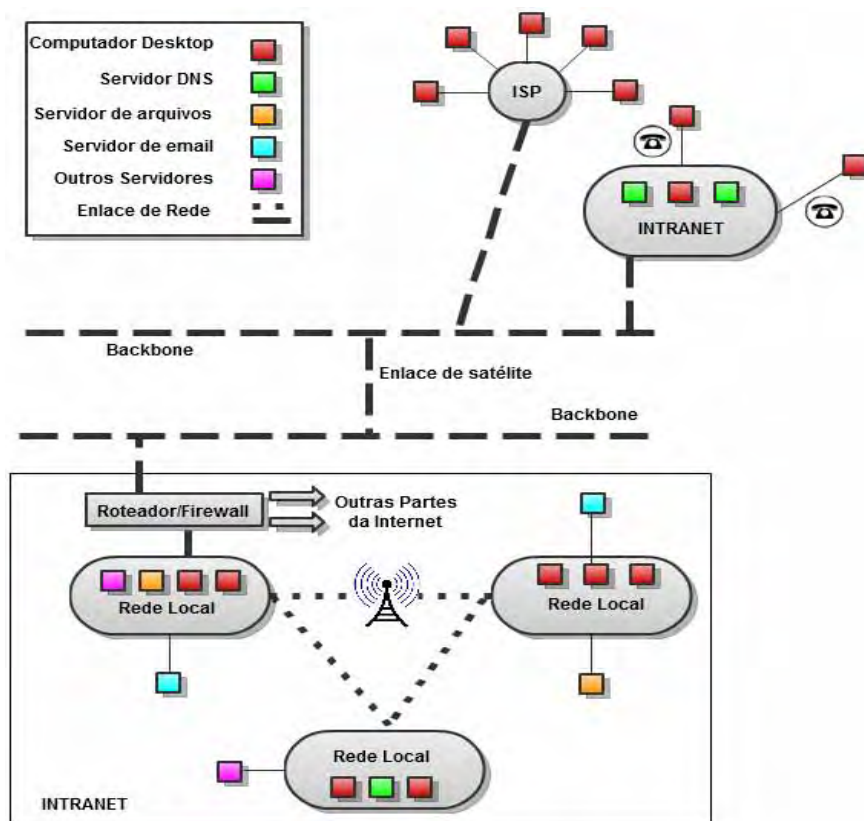 Computador Desktop
Servidor DNS
Servidor de arquivos
Servidor de email
Outros Servidores
Enlace de Rede
ISP
INTRANET
Backbone
Enlace de satélite
Backbone
Roteador/Firewall
Outras Partes
da Internet
Rede Local
Rede Local
Rede Local
INTRANET